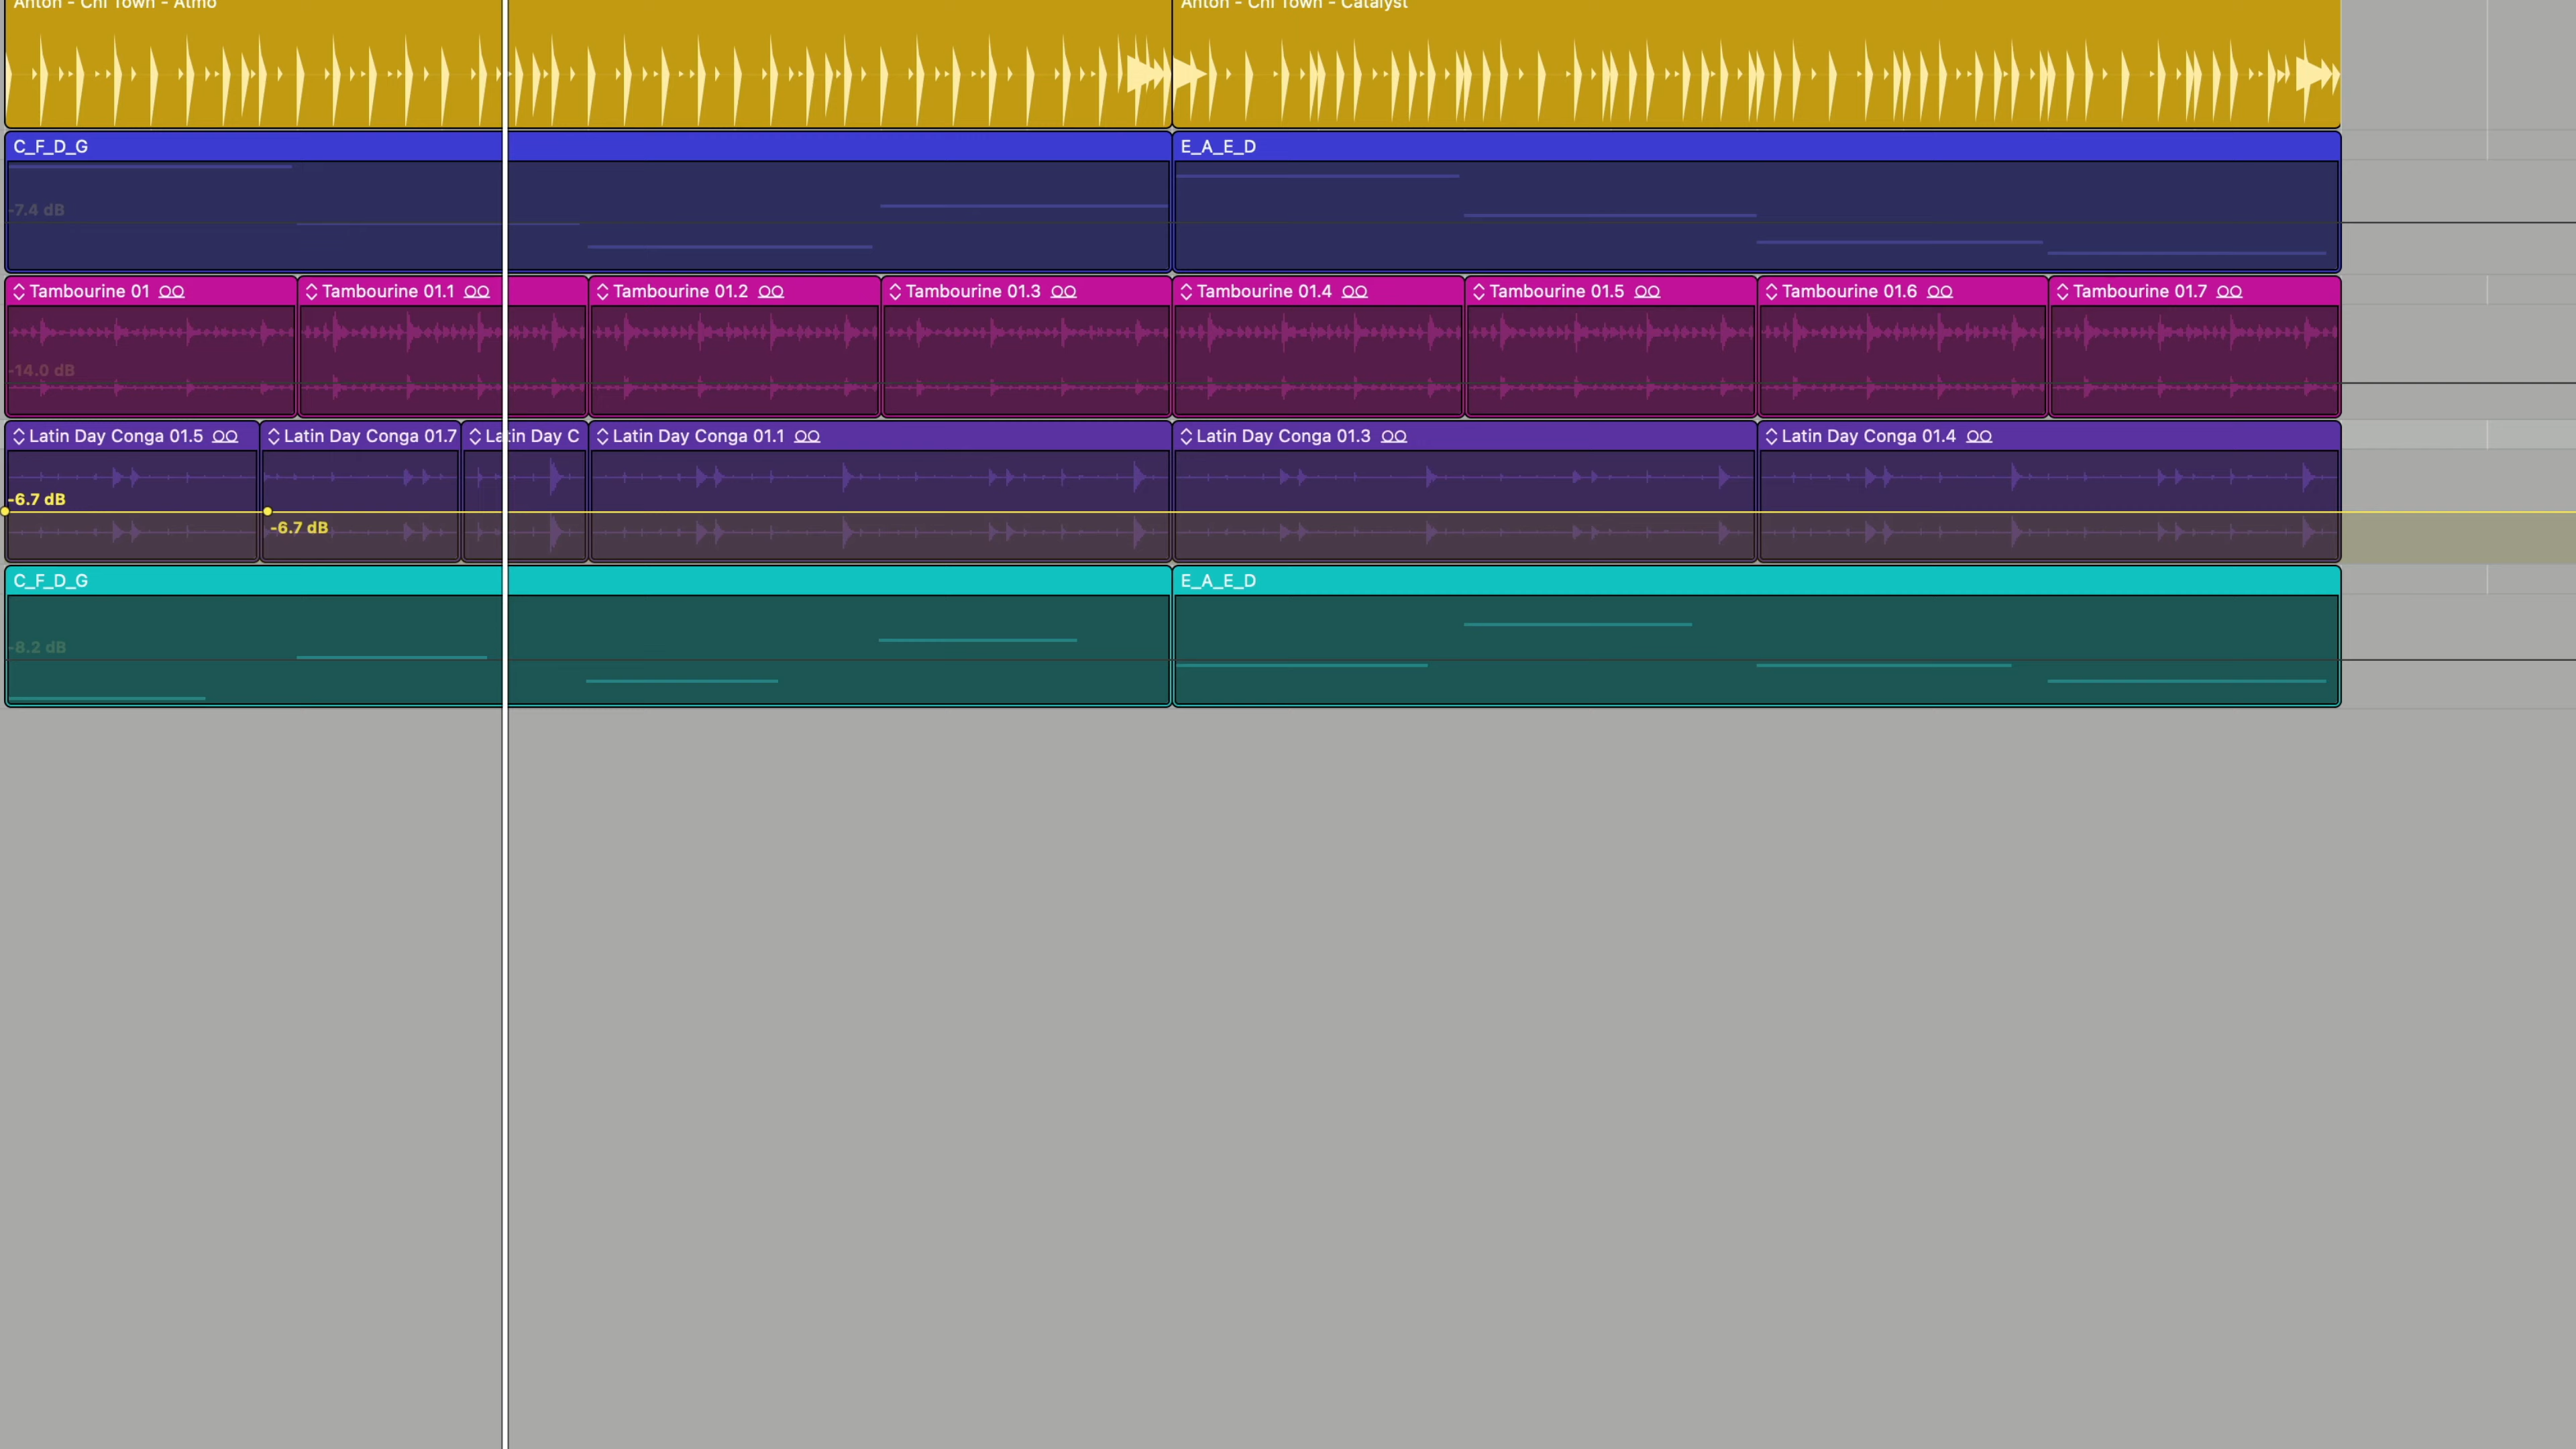 Anton - Chi Town - Atmo
Anton - Chi Town - Catalyst
C_F_D_G
E_A_E_D
-7.4 dB
Tambourine 01
Tambourine 01.1
Tambourine 01.2
Tambourine 01.3
Tambourine 01.4
Tambourine 01.5
Tambourine 01.6
Tambourine 01.7
-14.0 dB
Latin Day Conga 01.5
Latin Day Conga 01.7
Latin Day C
Latin Day Conga 01.1
Latin Day Conga 01.3
Latin Day Conga 01.4
-6.7 dB
-6.7 dB
C_F_D_G
E_A_E_D
-8.2 dB